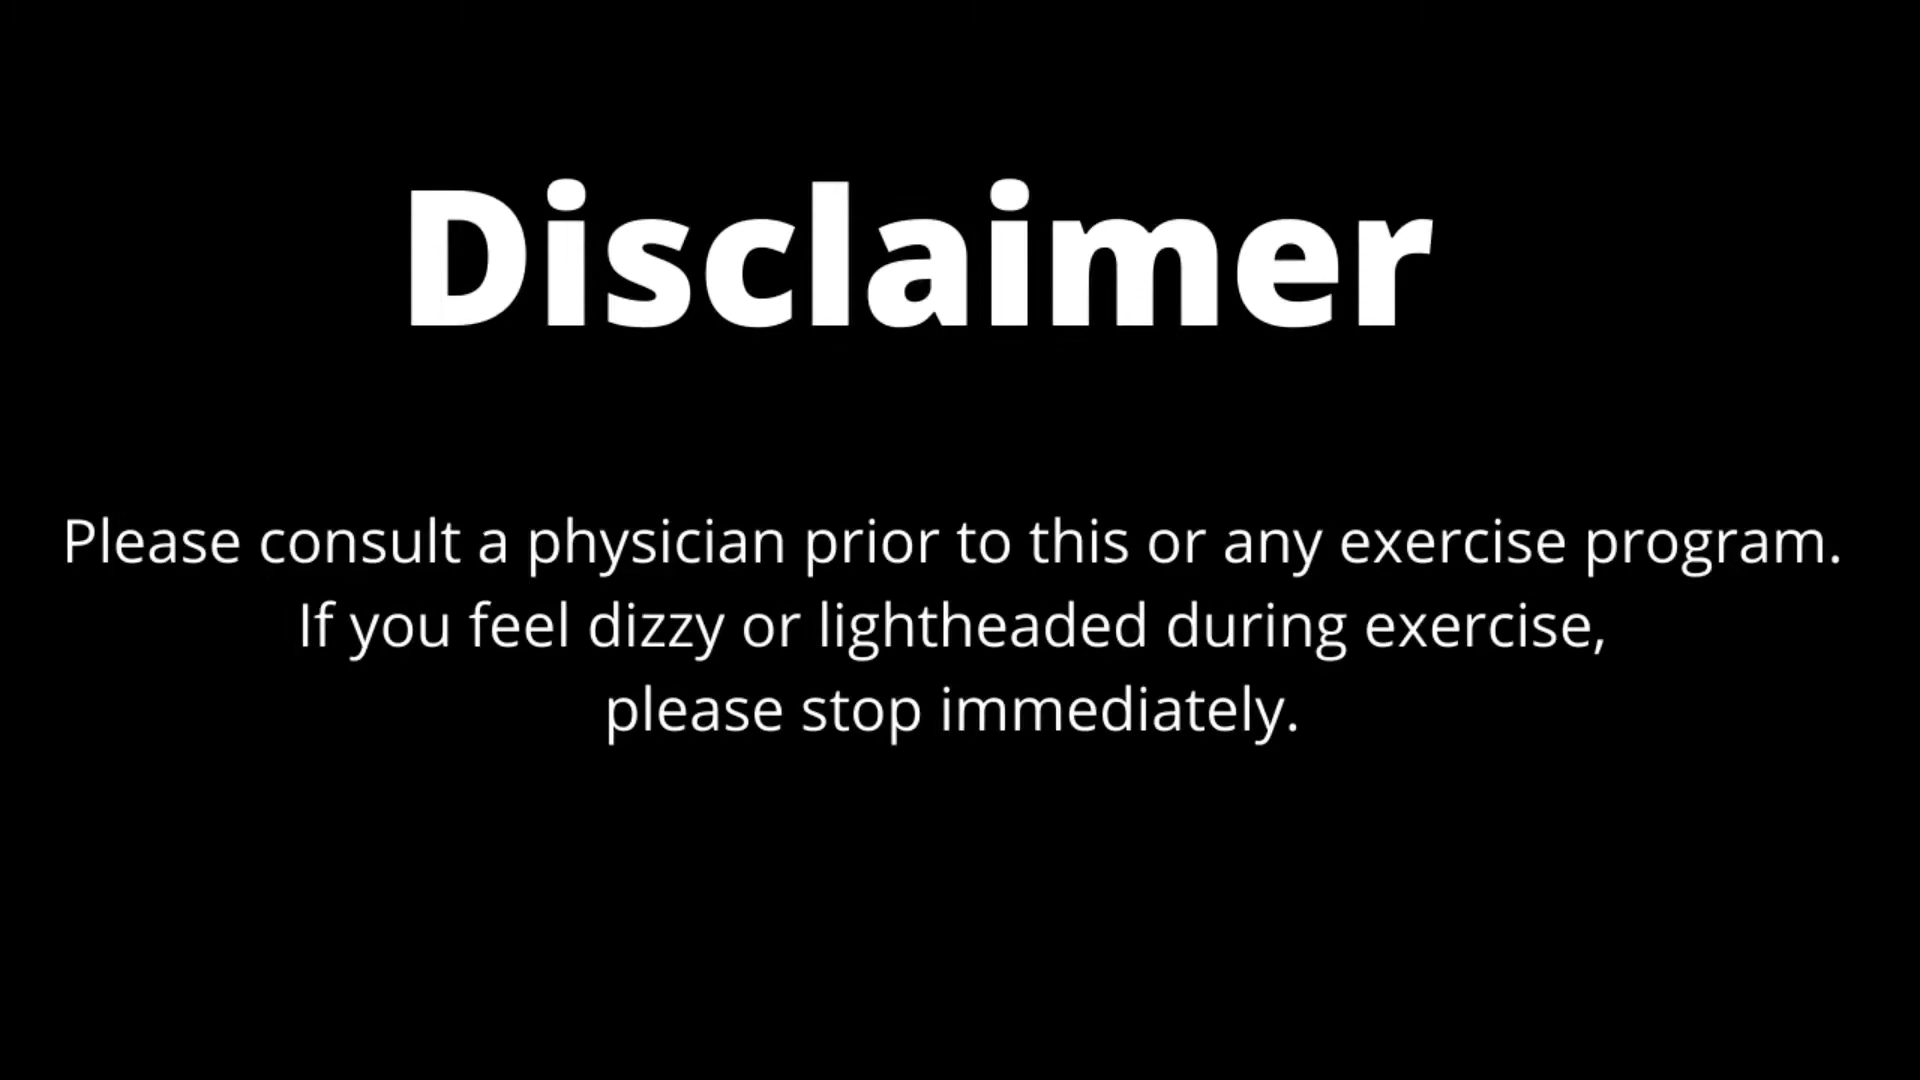 Disclaimer
Please consult a physician prior to this or any exercise program.
If you feel dizzy or lightheaded during exercise,
please stop immediately.